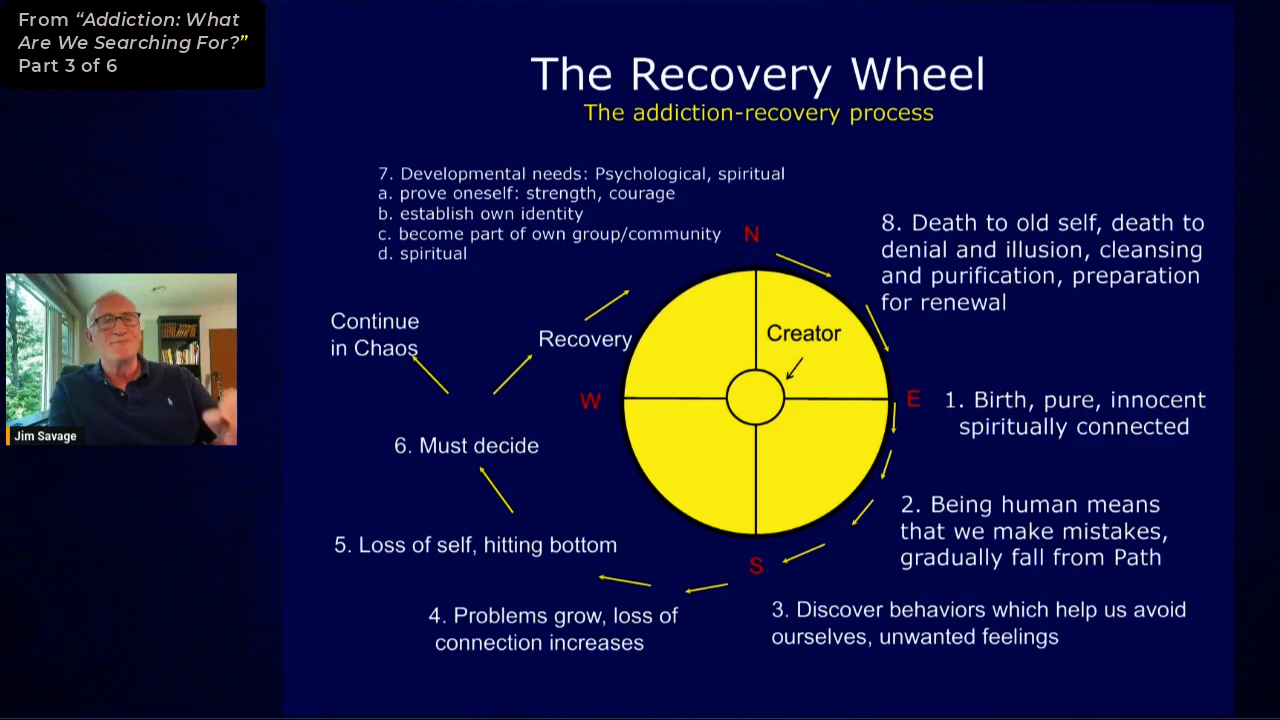 From “Addiction: What
Are We Searching For?”
Part 3 of 6
The Recovery Wheel
The addiction-recovery process
7. Developmental needs: Psychological, spiritual
a. prove oneself: strength, courage
b. establish own identity
c. become part of own group/community
d. spiritual
N
8. Death to old self, death to
denial and illusion, cleansing
and purification, preparation
for renewal
Continue
in Chaos
Recovery
Creator
W
E
1. Birth, pure, innocent
spiritually connected
Jim Savage
6. Must decide
2. Being human means
that we make mistakes,
gradually fall from Path
5. Loss of self, hitting bottom
S
4. Problems grow, loss of
connection increases
3. Discover behaviors which help us avoid
ourselves, unwanted feelings